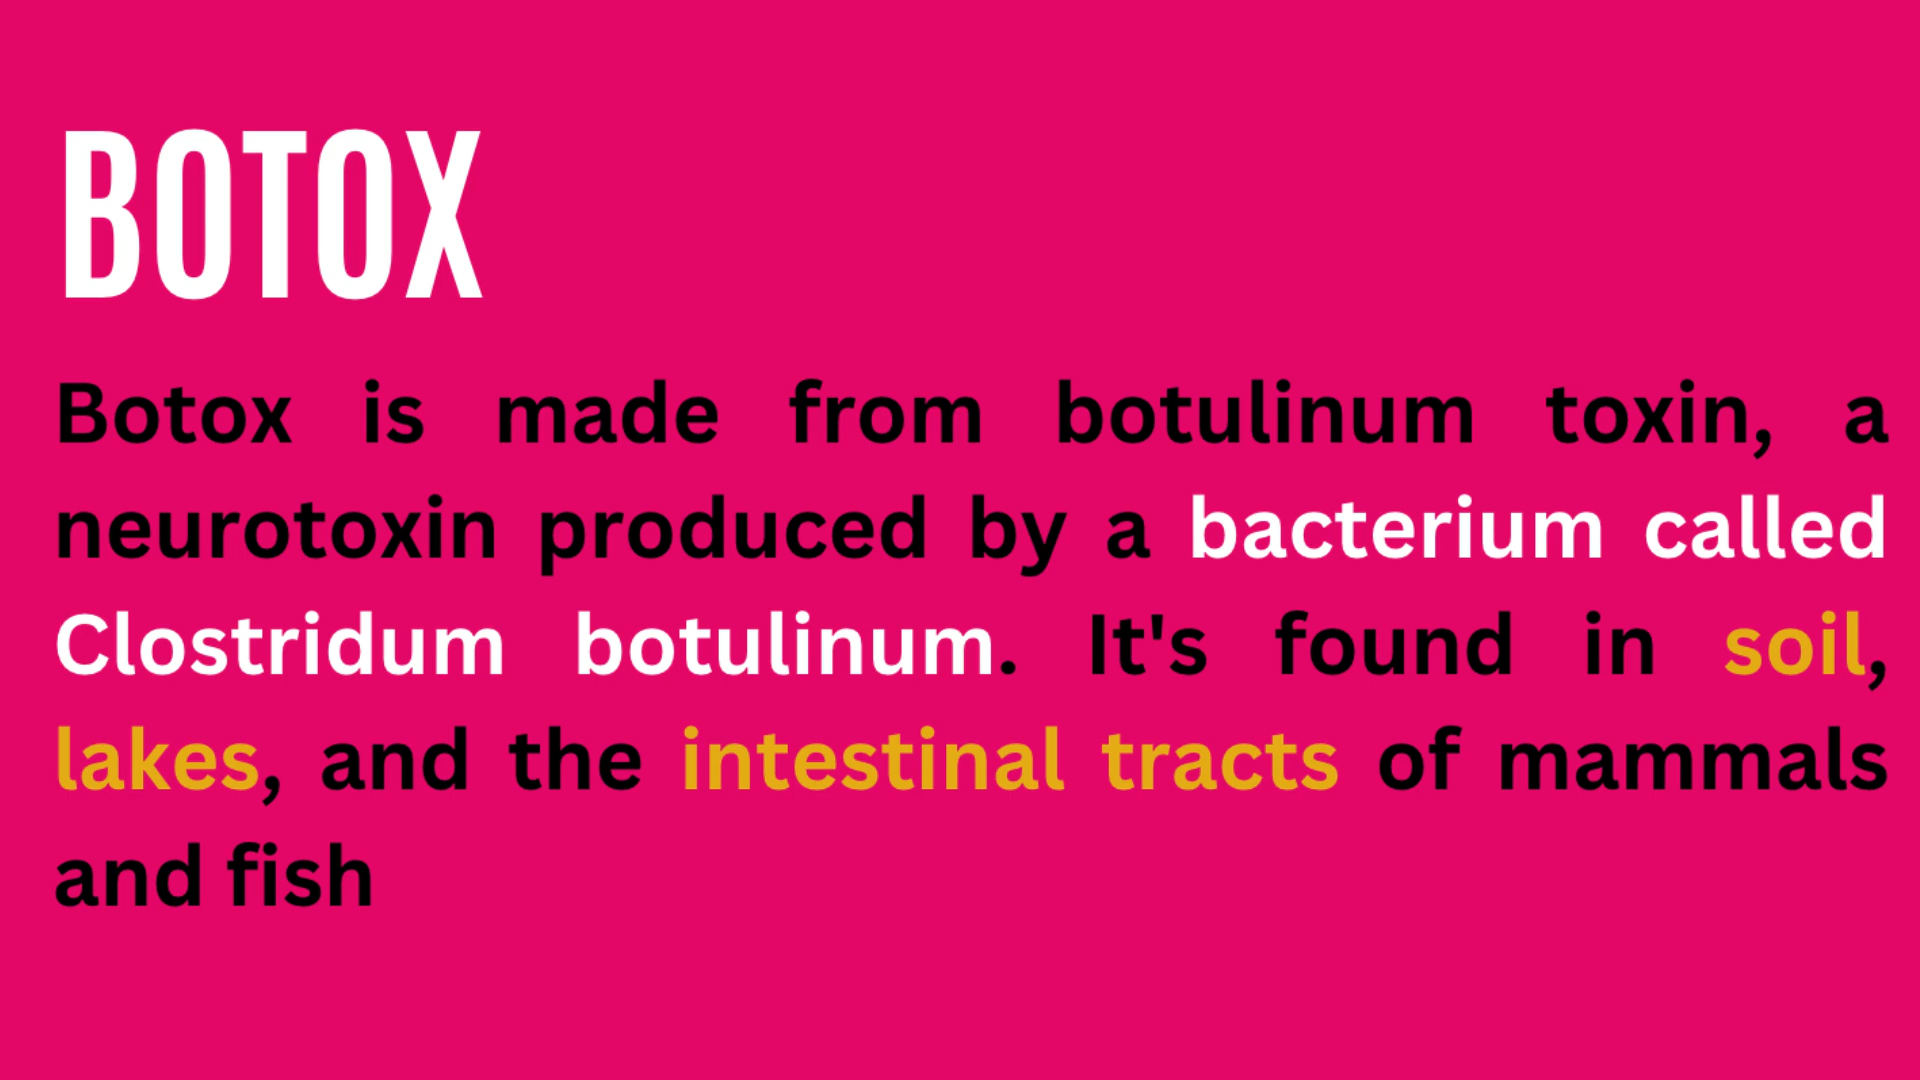 BOTOX
Botox is made from botulinum toxin, a
neurotoxin produced by a bacterium called
Clostridum botulinum. It's found in soil,
lakes, and the intestinal tracts of mammals
and fish